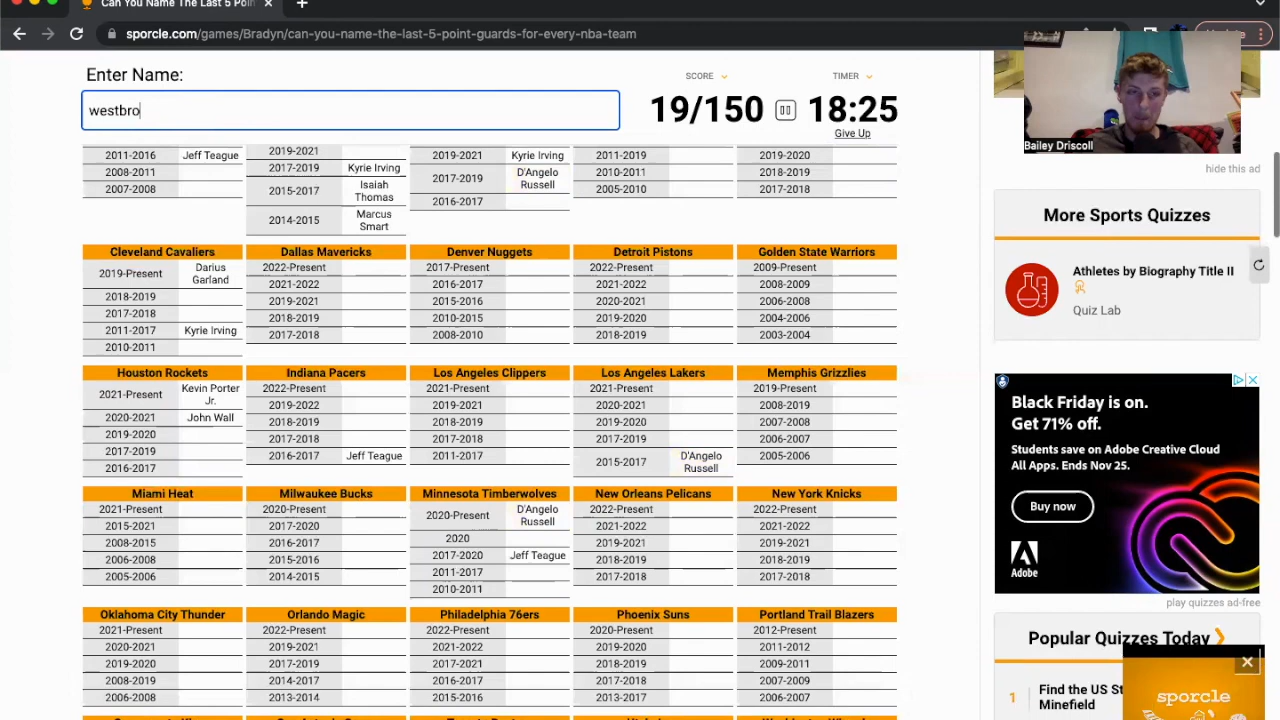 Can You Name The Last 5 Poin
sporcle.com/games/Bradyn/can-you-name-the-last-5-point-guards-for-every-nba-team
Enter Name:
westbro
SCORE
19/150
TIMER
18:25
Give Up
Bailey Driscoll
hide this ad
2011-2016 Jeff Teague
2008-2011
2007-2008
2019-2021
2017-2019 Kyrie Irving
2015-2017 Isaiah Thomas
2014-2015 Marcus Smart
2019-2021 Kyrie Irving
2017-2019 D'Angelo Russell
2016-2017
2011-2019
2010-2011
2005-2010
2019-2020
2018-2019
2017-2018
Cleveland Cavaliers
2019-Present Darius Garland
2018-2019
2017-2018
2011-2017 Kyrie Irving
2010-2011
Dallas Mavericks
2022-Present
2021-2022
2019-2021
2018-2019
2017-2018
Denver Nuggets
2017-Present
2016-2017
2015-2016
2010-2015
2008-2010
Detroit Pistons
2022-Present
2021-2022
2020-2021
2019-2020
2018-2019
Golden State Warriors
2009-Present
2008-2009
2006-2008
2004-2006
2003-2004
Houston Rockets
2021-Present Kevin Porter Jr.
2020-2021 John Wall
2019-2020
2017-2019
2016-2017
Indiana Pacers
2022-Present
2019-2022
2018-2019
2017-2018
2016-2017 Jeff Teague
Los Angeles Clippers
2021-Present
2019-2021
2018-2019
2017-2018
2011-2017
Los Angeles Lakers
2021-Present
2020-2021
2019-2020
2017-2019
2015-2017 D'Angelo Russell
Memphis Grizzlies
2019-Present
2008-2019
2007-2008
2006-2007
2005-2006
Miami Heat
2021-Present
2015-2021
2008-2015
2006-2008
2005-2006
Milwaukee Bucks
2020-Present
2017-2020
2016-2017
2015-2016
2014-2015
Minnesota Timberwolves
2020-Present D'Angelo Russell
2020
2017-2020 Jeff Teague
2011-2017
2010-2011
New Orleans Pelicans
2022-Present
2021-2022
2019-2021
2018-2019
2017-2018
New York Knicks
2022-Present
2021-2022
2019-2021
2018-2019
2017-2018
Oklahoma City Thunder
2021-Present
2020-2021
2019-2020
2008-2019
2006-2008
Orlando Magic
2022-Present
2019-2021
2017-2019
2014-2017
2013-2014
Philadelphia 76ers
2022-Present
2021-2022
2017-2021
2016-2017
2015-2016
Phoenix Suns
2020-Present
2019-2020
2017-2018
2013-2017
Portland Trail Blazers
2012-Present
2011-2012
2009-2011
2007-2009
2006-2007
More Sports Quizzes
Athletes by Biography Title II
Quiz Lab
Black Friday is on.
Get 71% off.
Students save on Adobe Creative Cloud
All Apps. Ends Nov 25.
Buy now
Adobe
play quizzes ad-free
Popular Quizzes Today
1 Find the US St
Minefield
sporcle